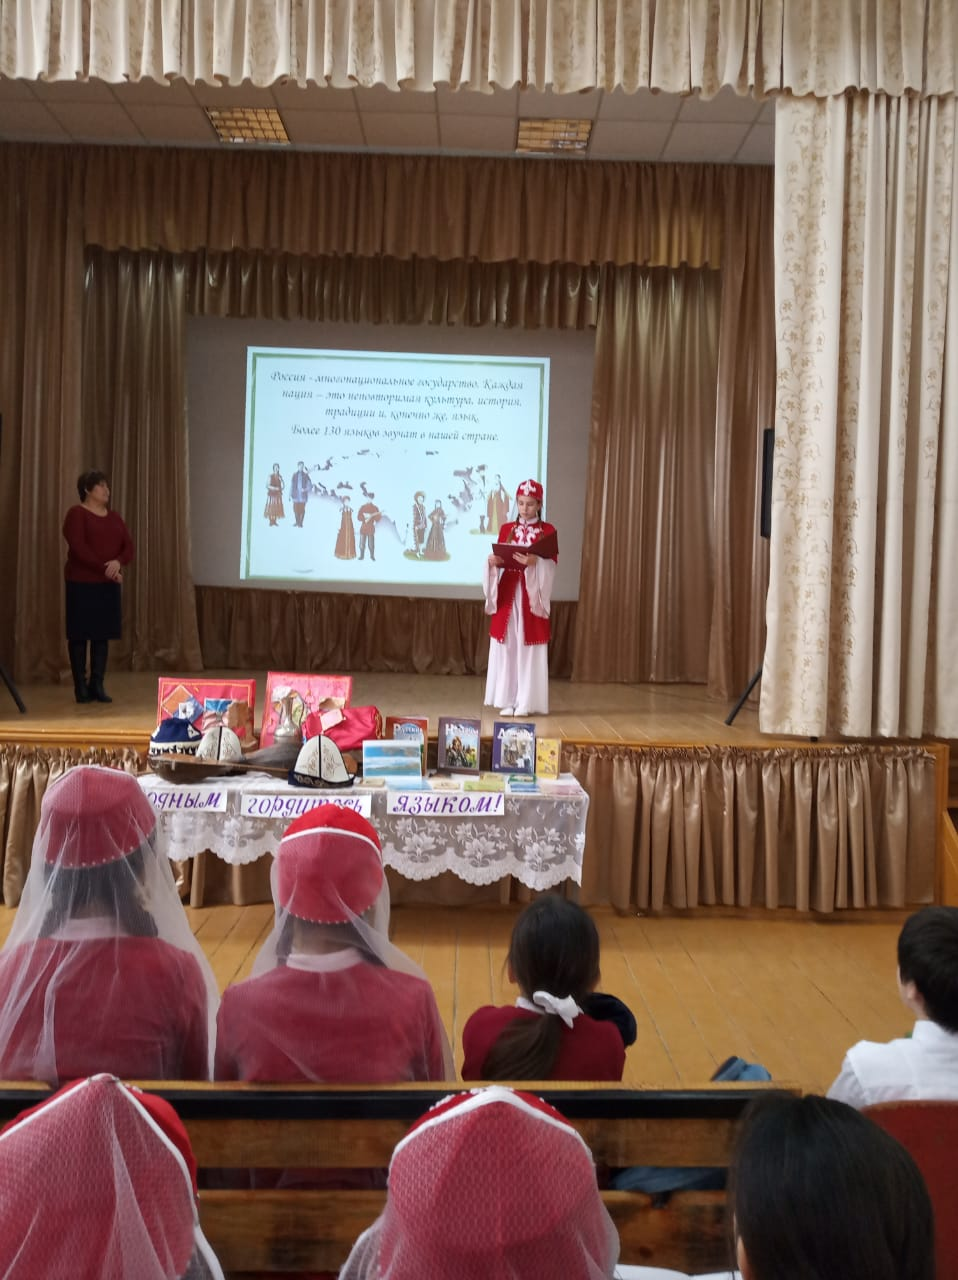 Россия - многонациональное государство. Каждая
нация – это неповторимая культура, история,
традиции и, конечно же, язык.
Более 130 языков звучат в нашей стране.
гордитесь языком!